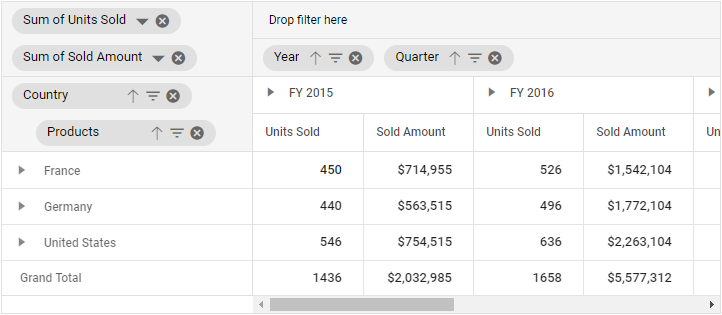 Sum of Units Sold
Drop filter here
Sum of Sold Amount
Year
Quarter
Country
FY 2015
FY 2016
Products
Units Sold
Sold Amount
Units Sold
Sold Amount
Un
France 450 $714,955 526 $1,542,104
Germany 440 $563,515 496 $1,772,104
United States 546 $754,515 636 $2,263,104
Grand Total 1436 $2,032,985 1658 $5,577,312